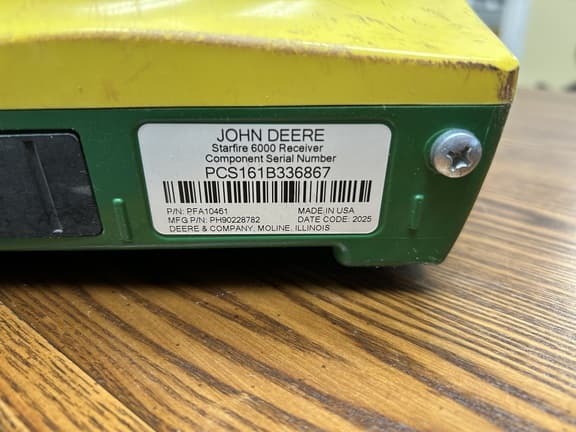 JOHN DEERE
Starfire 6000 Receiver
Component Serial Number
PCS161B336867
P/N: PFA10461 MADE IN USA
MFG P/N: PH90228782 DATE CODE: 2025
DEERE & COMPANY, MOLINE, ILLINOIS